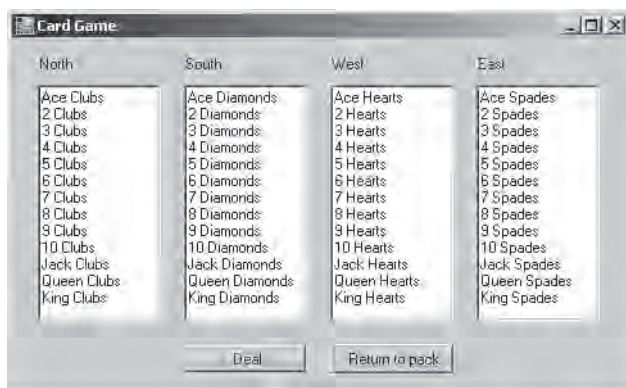 Card Game
North
South
West
East
Ace Clubs
2 Clubs
3 Clubs
4 Clubs
5 Clubs
6 Clubs
7 Clubs
8 Clubs
9 Clubs
10 Clubs
Jack Clubs
Queen Clubs
King Clubs
Ace Diamonds
2 Diamonds
3 Diamonds
4 Diamonds
5 Diamonds
6 Diamonds
7 Diamonds
8 Diamonds
9 Diamonds
10 Diamonds
Jack Diamonds
Queen Diamonds
King Diamonds
Ace Hearts
2 Hearts
3 Hearts
4 Hearts
5 Hearts
6 Hearts
7 Hearts
8 Hearts
9 Hearts
10 Hearts
Jack Hearts
Queen Hearts
King Hearts
Ace Spades
2 Spades
3 Spades
4 Spades
5 Spades
6 Spades
7 Spades
8 Spades
9 Spades
10 Spades
Jack Spades
Queen Spades
King Spades
Deal
Return to pack